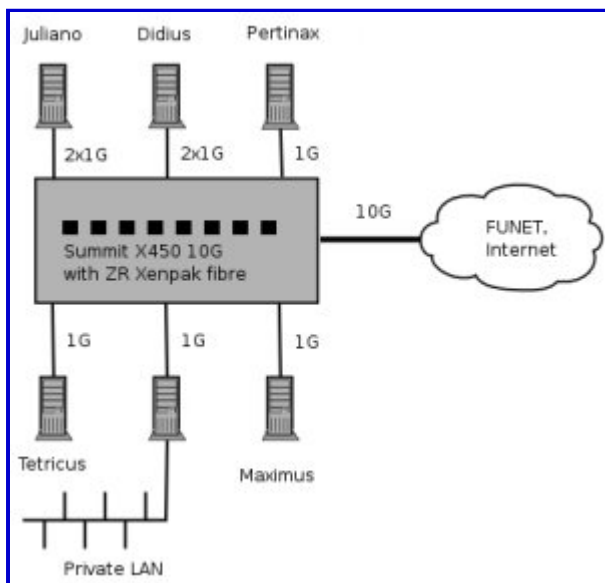 Juliano
Didius
Pertinax
2x1G
2x1G
1G
10G
FUNET,
Internet
Summit X450 10G
with ZR Xenpak fibre
1G
1G
1G
Tetricus
Maximus
Private LAN